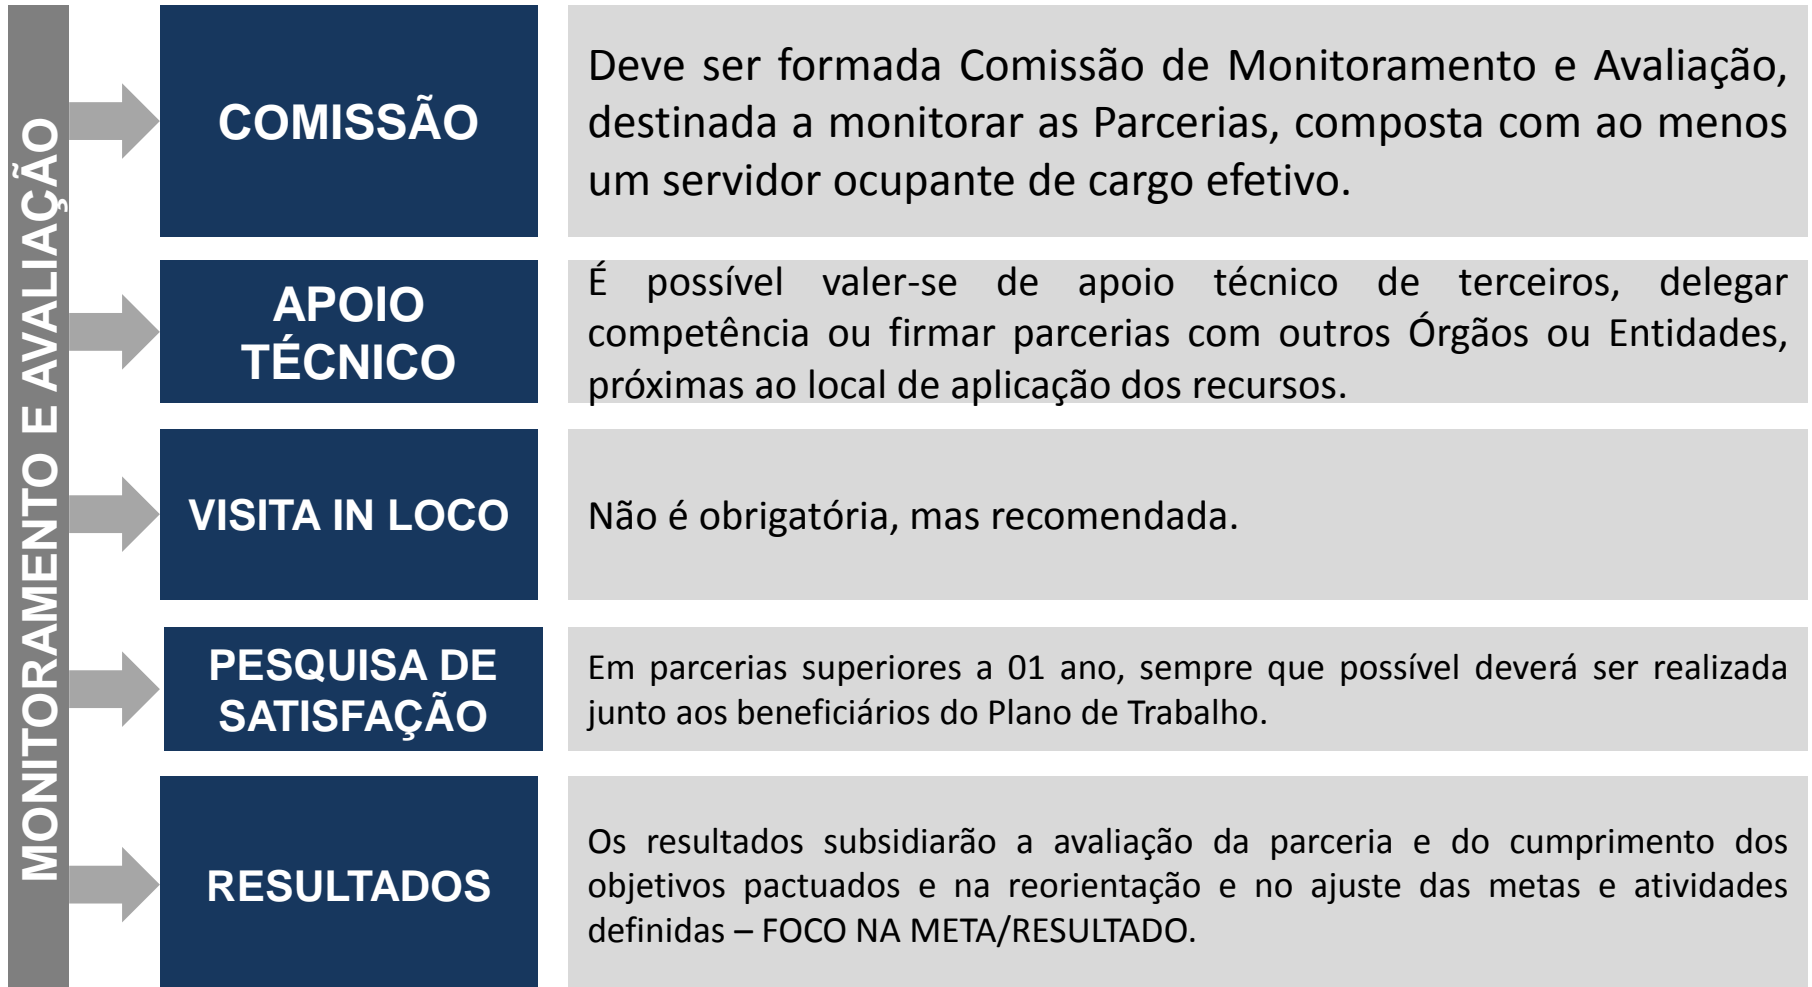 MONITORAMENTO E AVALIAÇÃO
COMISSÃO
Deve ser formada Comissão de Monitoramento e Avaliação,
destinada a monitorar as Parcerias, composta com ao menos
um servidor ocupante de cargo efetivo.
APOIO
TÉCNICO
É possível valer-se de apoio técnico de terceiros, delegar
competência ou firmar parcerias com outros Órgãos ou Entidades,
próximas ao local de aplicação dos recursos.
VISITA IN LOCO
Não é obrigatória, mas recomendada.
PESQUISA DE
SATISFAÇÃO
Em parcerias superiores a 01 ano, sempre que possível deverá ser realizada
junto aos beneficiários do Plano de Trabalho.
RESULTADOS
Os resultados subsidiarão a avaliação da parceria e do cumprimento dos
objetivos pactuados e na reorientação e no ajuste das metas e atividades
definidas – FOCO NA META/RESULTADO.